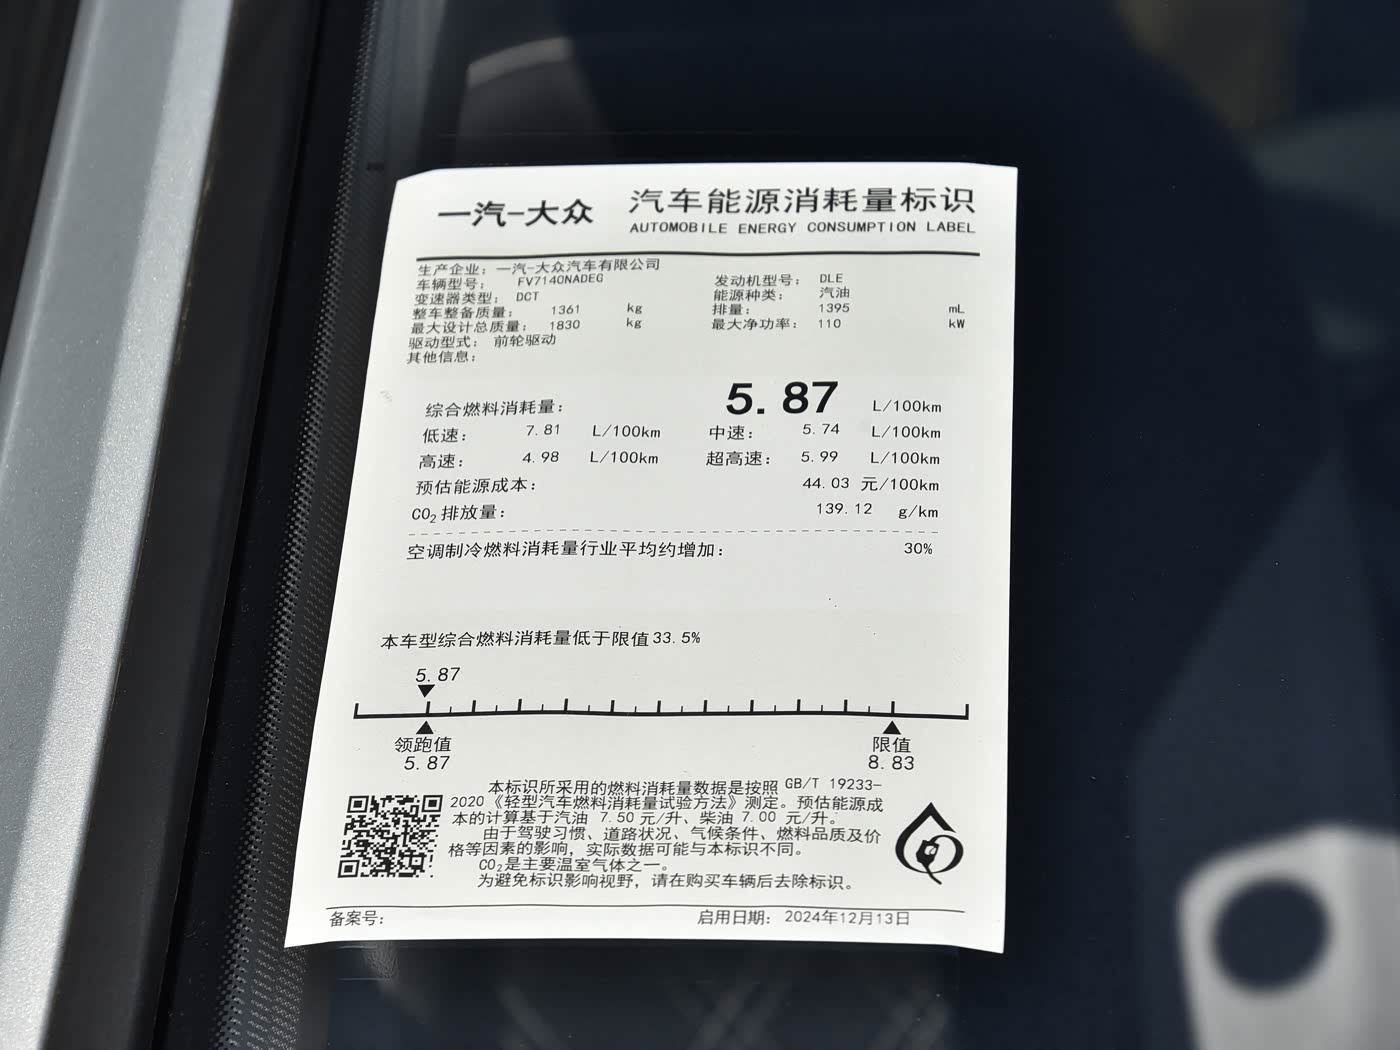 一汽-大众 汽车能源消耗量标识
AUTOMOBILE ENERGY CONSUMPTION LABEL
生产企业: 一汽-大众汽车有限公司
车辆型号: FV7140NADEG 发动机型号: DLE
变速器类型: DCT 能源种类: 汽油
整车整备质量: 1361 kg 排量: 1395 mL
最大设计总质量: 1830 kg 最大净功率: 110 kW
驱动型式: 前轮驱动
其他信息:
综合燃料消耗量: 5.87 L/100km
低速: 7.81 L/100km 中速: 5.74 L/100km
高速: 4.98 L/100km 超高速: 5.99 L/100km
预估能源成本: 44.03 元/100km
CO₂排放量: 139.12 g/km
空调制冷燃料消耗量行业平均约增加: 30%
本车型综合燃料消耗量低于限值33.5%
5.87
领跑值 限值
5.87 8.83
本标识所采用的燃料消耗量数据是按照 GB/T 19233-
2020《轻型汽车燃料消耗量试验方法》测定。预估能源成
本的计算基于汽油 7.50 元/升、柴油 7.00 元/升。
由于驾驶习惯、道路状况、气候条件、燃料品质及价
格等因素的影响，实际数据可能与本标识不同。
CO₂是主要温室气体之一。
为避免标识影响视野，请在购买车辆后去除标识。
备案号: 启用日期: 2024年12月13日